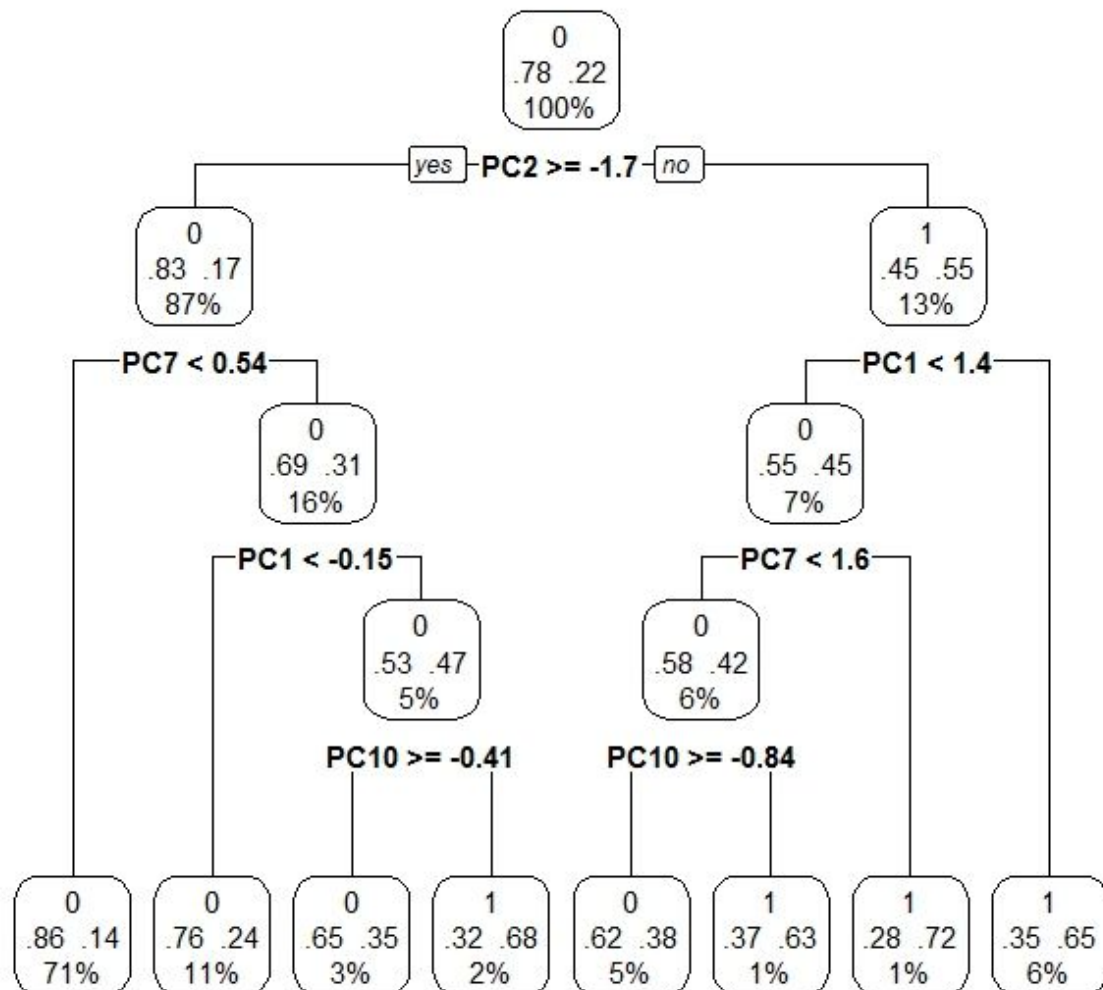 0
.78 .22
100%
yes PC2 >= -1.7 no
0 1
.83 .17 .45 .55
87% 13%
PC7 < 0.54 PC1 < 1.4
0 0
.69 .31 .55 .45
16% 7%
PC1 < -0.15 PC7 < 1.6
0 0
.53 .47 .58 .42
5% 6%
PC10 >= -0.41 PC10 >= -0.84
0 0 0 1 0 1 1 1
.86 .14 .76 .24 .65 .35 .32 .68 .62 .38 .37 .63 .28 .72 .35 .65
71% 11% 3% 2% 5% 1% 1% 6%